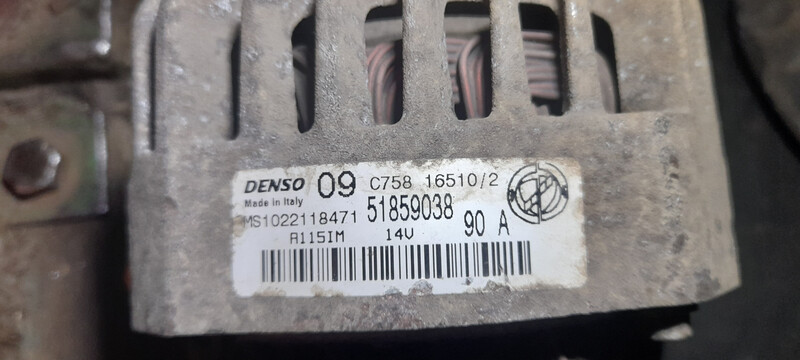 DENSO 09 C758 16510/2
Made in Italy
MS1022118471 51859038
A115IM 14V 90 A